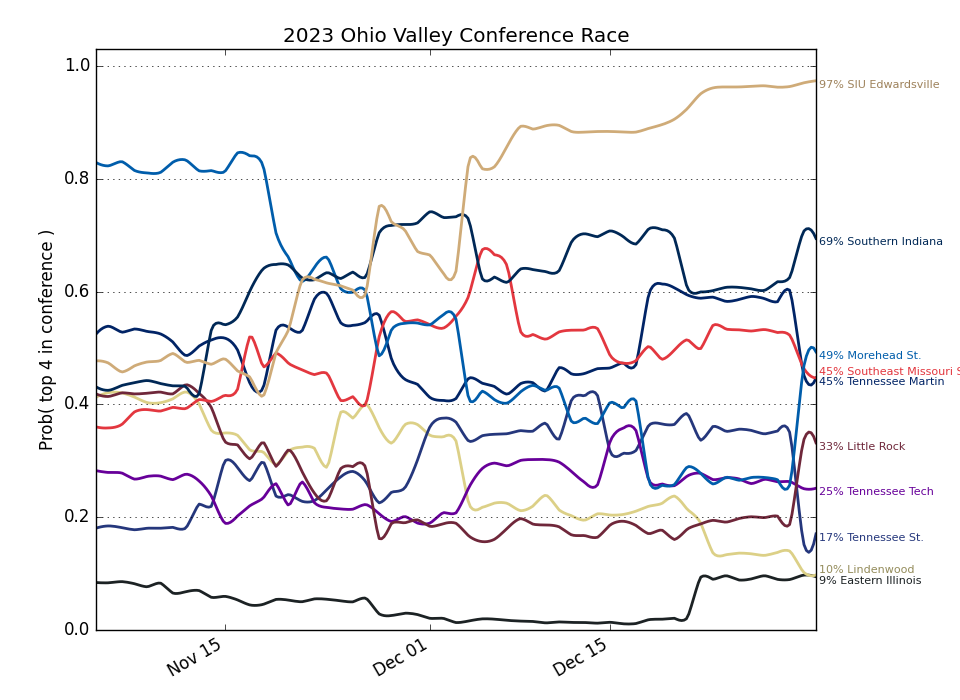 2023 Ohio Valley Conference Race
Prob( top 4 in conference )
1.0
0.8
0.6
0.4
0.2
0.0
Nov 15
Dec 01
Dec 15
97% SIU Edwardsville
69% Southern Indiana
49% Morehead St.
45% Southeast Missouri S
45% Tennessee Martin
33% Little Rock
25% Tennessee Tech
17% Tennessee St.
10% Lindenwood
9% Eastern Illinois